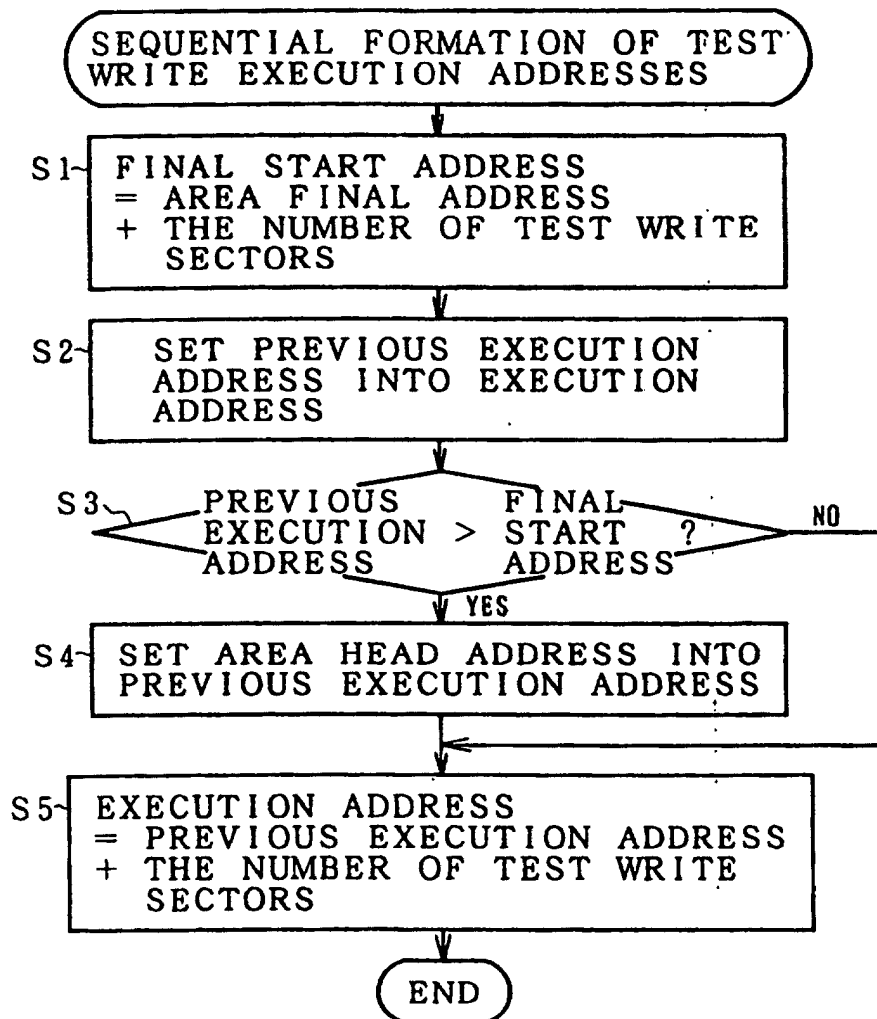 SEQUENTIAL FORMATION OF TEST
WRITE EXECUTION ADDRESSES
S1
FINAL START ADDRESS
= AREA FINAL ADDRESS
+ THE NUMBER OF TEST WRITE
SECTORS
S2
SET PREVIOUS EXECUTION
ADDRESS INTO EXECUTION
ADDRESS
S3
PREVIOUS FINAL
EXECUTION > START ?
ADDRESS ADDRESS
NO
YES
S4
SET AREA HEAD ADDRESS INTO
PREVIOUS EXECUTION ADDRESS
S5
EXECUTION ADDRESS
= PREVIOUS EXECUTION ADDRESS
+ THE NUMBER OF TEST WRITE
SECTORS
END